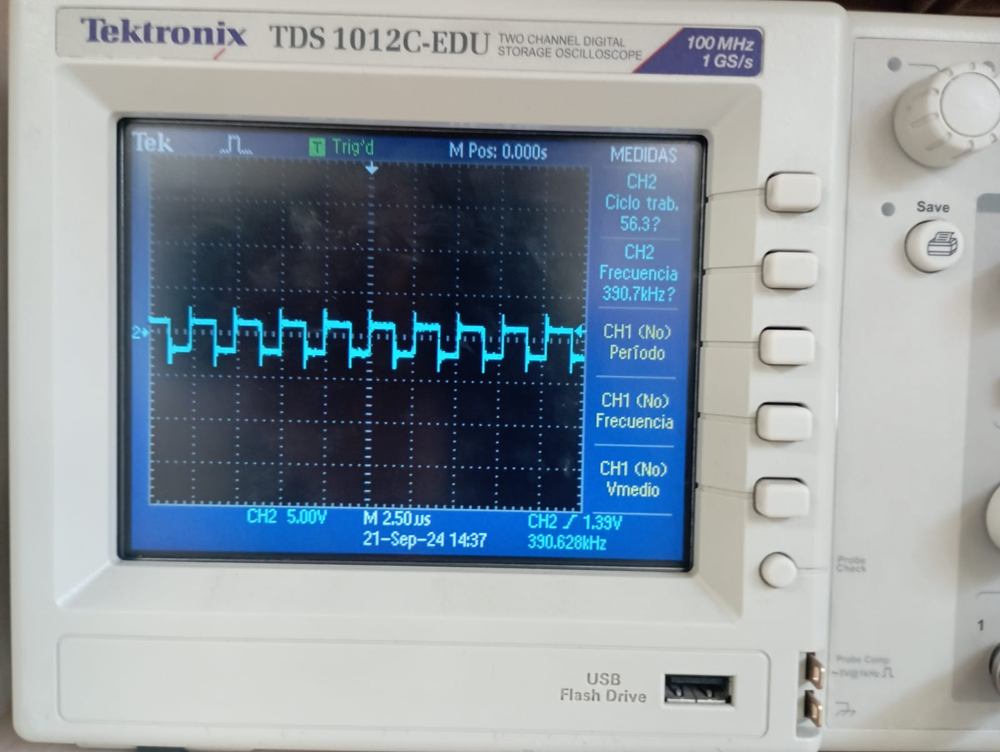 Tektronix TDS 1012C-EDU TWO CHANNEL DIGITAL
STORAGE OSCILLOSCOPE
100 MHz
1 GS/s
Tek T Trig'd M Pos: 0.000s MEDIDAS
CH2
Ciclo trab.
56.3?
CH2
Frecuencia
390.7kHz?
CH1 (No)
Período
CH1 (No)
Frecuencia
CH1 (No)
Vmedio
2
CH2 5.00V M 2.50µs CH2 1.39V
21-Sep-24 14:37 390.628kHz
Save
Probe
Check
1
Probe Comp
~5V@1kHz
USB
Flash Drive